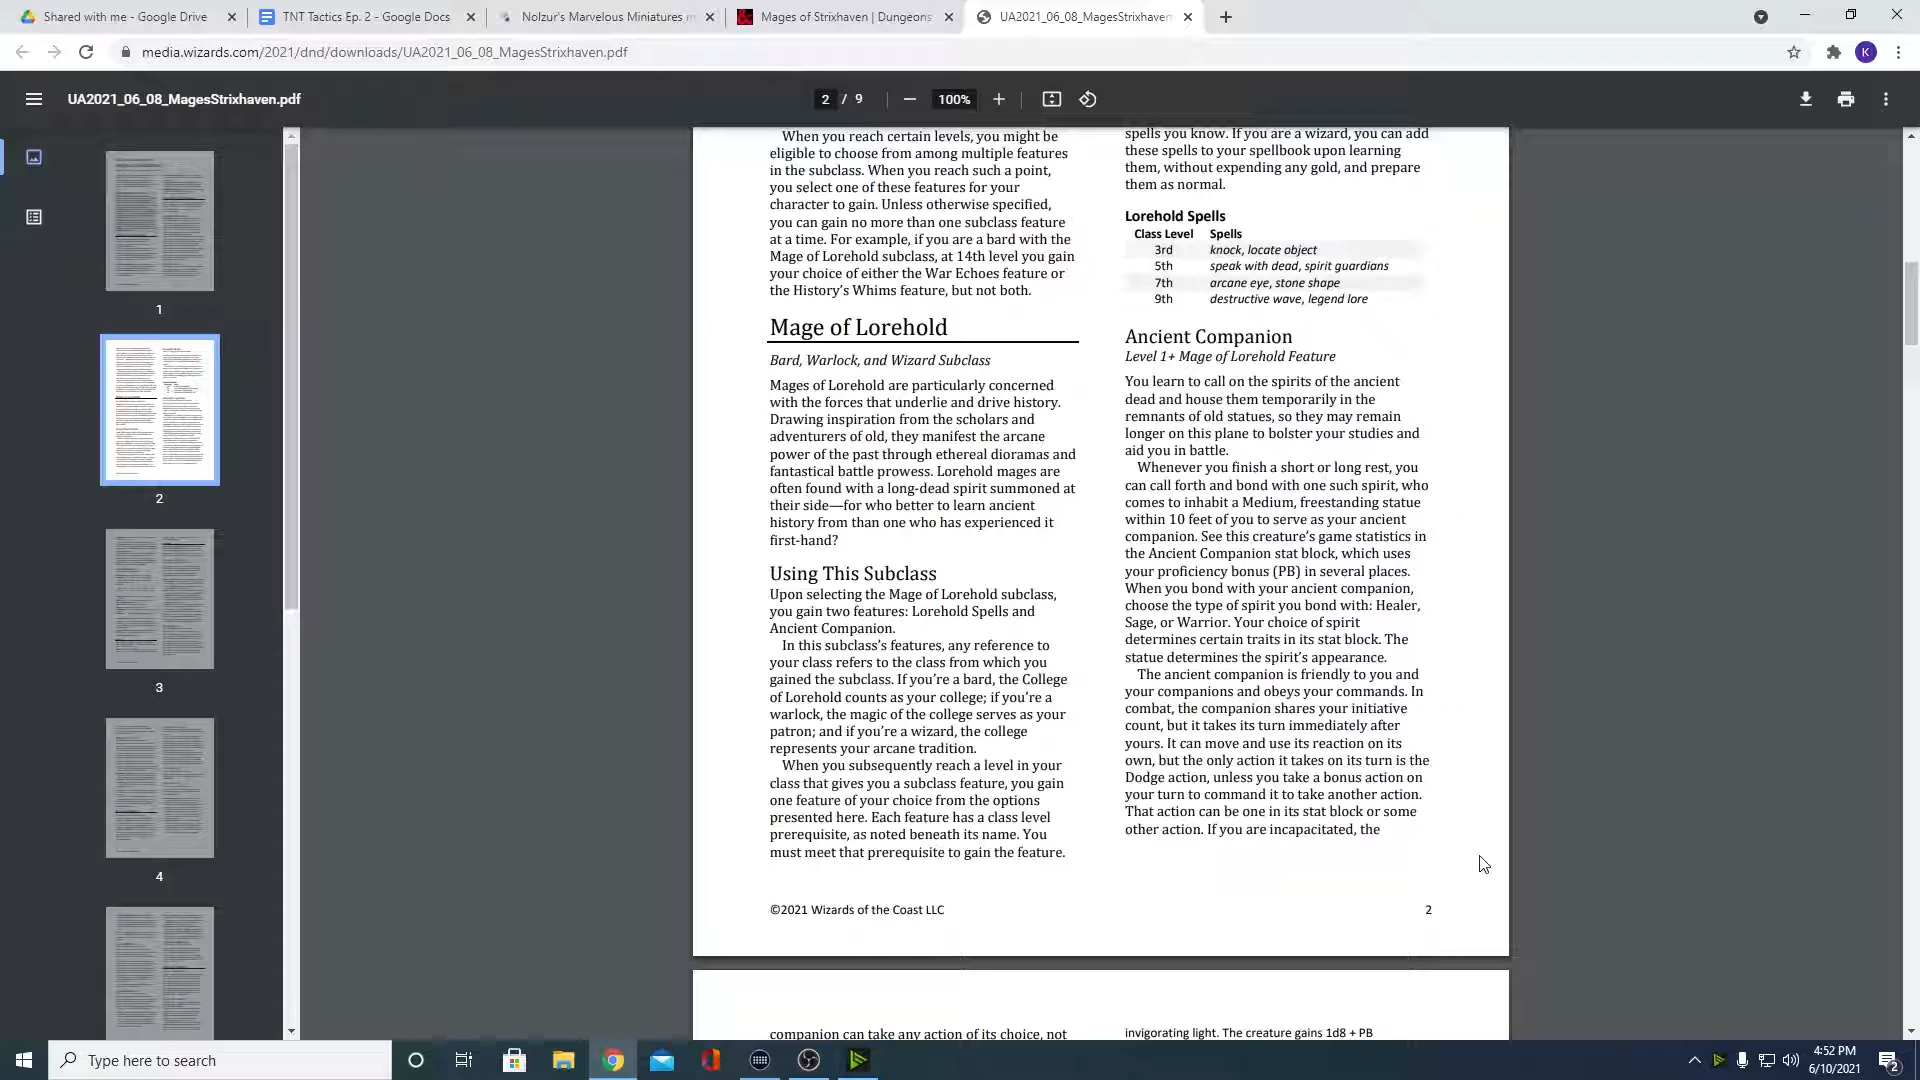 Shared with me - Google Drive
TNT Tactics Ep. 2 - Google Docs
Nolzur's Marvelous Miniatures
Mages of Strixhaven | Dungeons
UA2021_06_08_MagesStrixhaven
media.wizards.com/2021/dnd/downloads/UA2021_06_08_MagesStrixhaven.pdf
K
UA2021_06_08_MagesStrixhaven.pdf
2 / 9
100%
1
2
3
4
When you reach certain levels, you might be
eligible to choose from among multiple features
in the subclass. When you reach such a point,
you select one of these features for your
character to gain. Unless otherwise specified,
you can gain no more than one subclass feature
at a time. For example, if you are a bard with the
Mage of Lorehold subclass, at 14th level you gain
your choice of either the War Echoes feature or
the History's Whims feature, but not both.
Mage of Lorehold
Bard, Warlock, and Wizard Subclass
Mages of Lorehold are particularly concerned
with the forces that underlie and drive history.
Drawing inspiration from the scholars and
adventurers of old, they manifest the arcane
power of the past through ethereal dioramas and
fantastical battle prowess. Lorehold mages are
often found with a long-dead spirit summoned at
their side—for who better to learn ancient
history from than one who has experienced it
first-hand?
Using This Subclass
Upon selecting the Mage of Lorehold subclass,
you gain two features: Lorehold Spells and
Ancient Companion.
In this subclass's features, any reference to
your class refers to the class from which you
gained the subclass. If you're a bard, the College
of Lorehold counts as your college; if you're a
warlock, the magic of the college serves as your
patron; and if you're a wizard, the college
represents your arcane tradition.
When you subsequently reach a level in your
class that gives you a subclass feature, you gain
one feature of your choice from the options
presented here. Each feature has a class level
prerequisite, as noted beneath its name. You
must meet that prerequisite to gain the feature.
spells you know. If you are a wizard, you can add
these spells to your spellbook upon learning
them, without expending any gold, and prepare
them as normal.
Lorehold Spells
Class Level Spells
3rd knock, locate object
5th speak with dead, spirit guardians
7th arcane eye, stone shape
9th destructive wave, legend lore
Ancient Companion
Level 1+ Mage of Lorehold Feature
You learn to call on the spirits of the ancient
dead and house them temporarily in the
remnants of old statues, so they may remain
longer on this plane to bolster your studies and
aid you in battle.
Whenever you finish a short or long rest, you
can call forth and bond with one such spirit, who
comes to inhabit a Medium, freestanding statue
within 10 feet of you to serve as your ancient
companion. See this creature's game statistics in
the Ancient Companion stat block, which uses
your proficiency bonus (PB) in several places.
When you bond with your ancient companion,
choose the type of spirit you bond with: Healer,
Sage, or Warrior. Your choice of spirit
determines certain traits in its stat block. The
statue determines the spirit's appearance.
The ancient companion is friendly to you and
your companions and obeys your commands. In
combat, the companion shares your initiative
count, but it takes its turn immediately after
yours. It can move and use its reaction on its
own, but the only action it takes on its turn is the
Dodge action, unless you take a bonus action on
your turn to command it to take another action.
That action can be one in its stat block or some
other action. If you are incapacitated, the
©2021 Wizards of the Coast LLC
2
companion can take any action of its choice, not
invigorating light. The creature gains 1d8 + PB
Type here to search
4:52 PM
6/10/2021
2